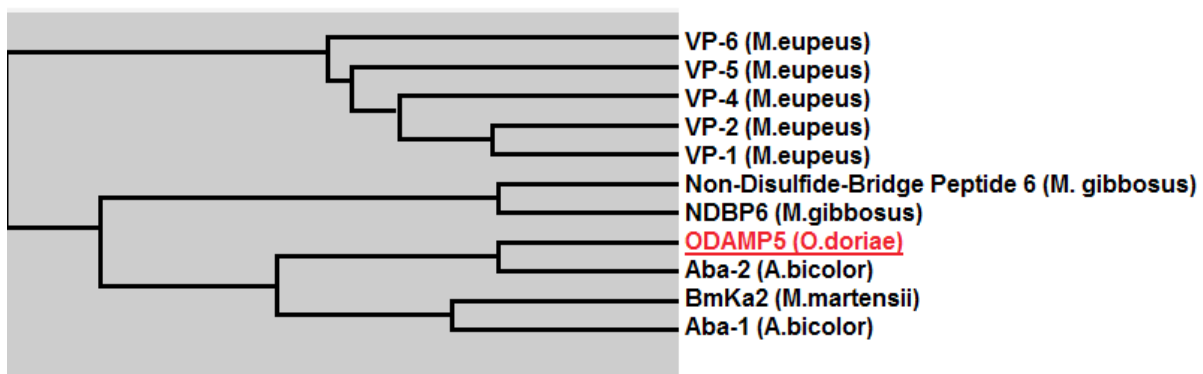 VP-6 (M.eupeus)
VP-5 (M.eupeus)
VP-4 (M.eupeus)
VP-2 (M.eupeus)
VP-1 (M.eupeus)
Non-Disulfide-Bridge Peptide 6 (M. gibbosus)
NDBP6 (M.gibbosus)
ODAMP5 (O.doriae)
Aba-2 (A.bicolor)
BmKa2 (M.martensii)
Aba-1 (A.bicolor)